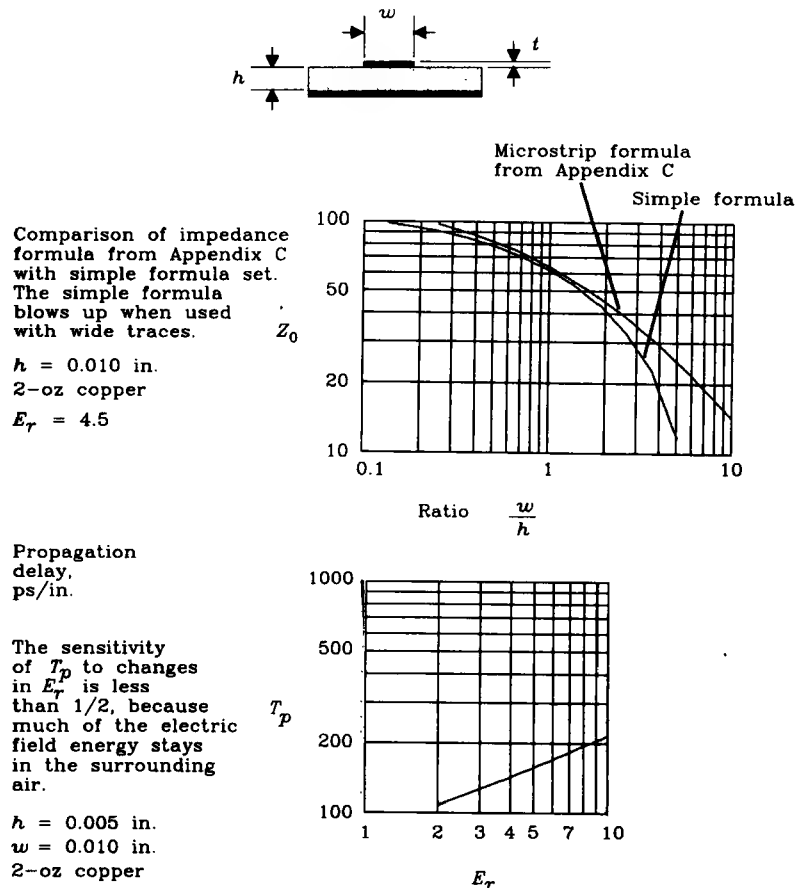 w
t
h
Microstrip formula
from Appendix C
Simple formula
Comparison of impedance
formula from Appendix C
with simple formula set.
The simple formula
blows up when used
with wide traces.
h = 0.010 in.
2-oz copper
E_r = 4.5
Z_0
100
50
20
10
0.1
1
10
Ratio w/h
Propagation
delay,
ps/in.
The sensitivity
of T_p to changes
in E_r is less
than 1/2, because
much of the electric
field energy stays
in the surrounding
air.
h = 0.005 in.
w = 0.010 in.
2-oz copper
T_p
1000
500
200
100
1 2 3 4 5 7 10
E_r